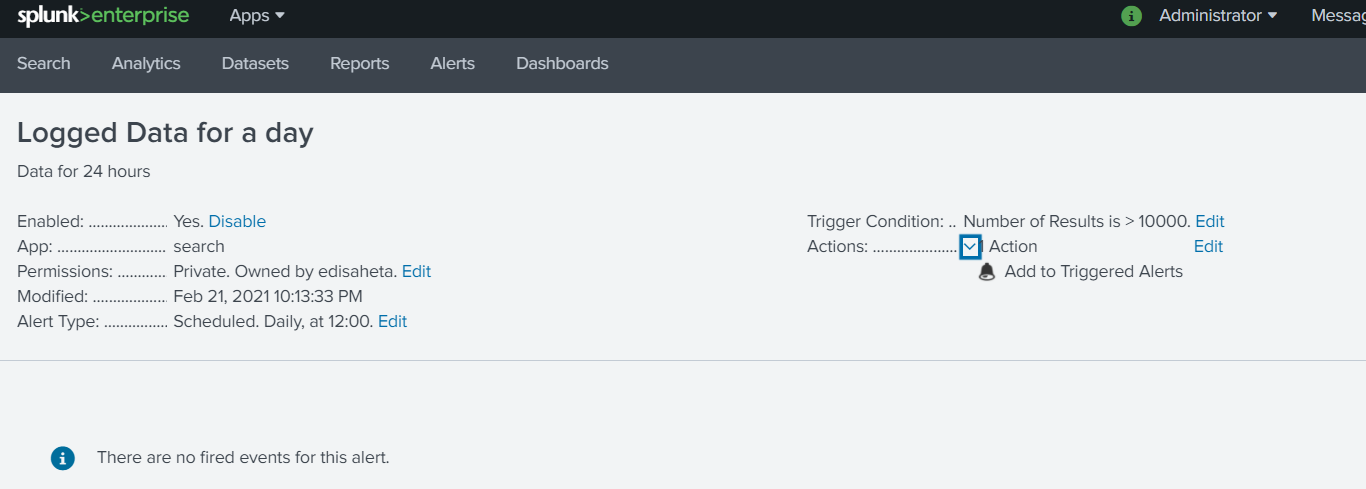 splunk>enterprise Apps Administrator Messag
Search Analytics Datasets Reports Alerts Dashboards
Logged Data for a day
Data for 24 hours
Enabled: ................... Yes. Disable
App: .......................... search
Permissions: ............ Private. Owned by edisaheta. Edit
Modified: .................. Feb 21, 2021 10:13:33 PM
Alert Type: ................ Scheduled. Daily, at 12:00. Edit
Trigger Condition: .. Number of Results is > 10000. Edit
Actions: .................... Action Edit
Add to Triggered Alerts
There are no fired events for this alert.